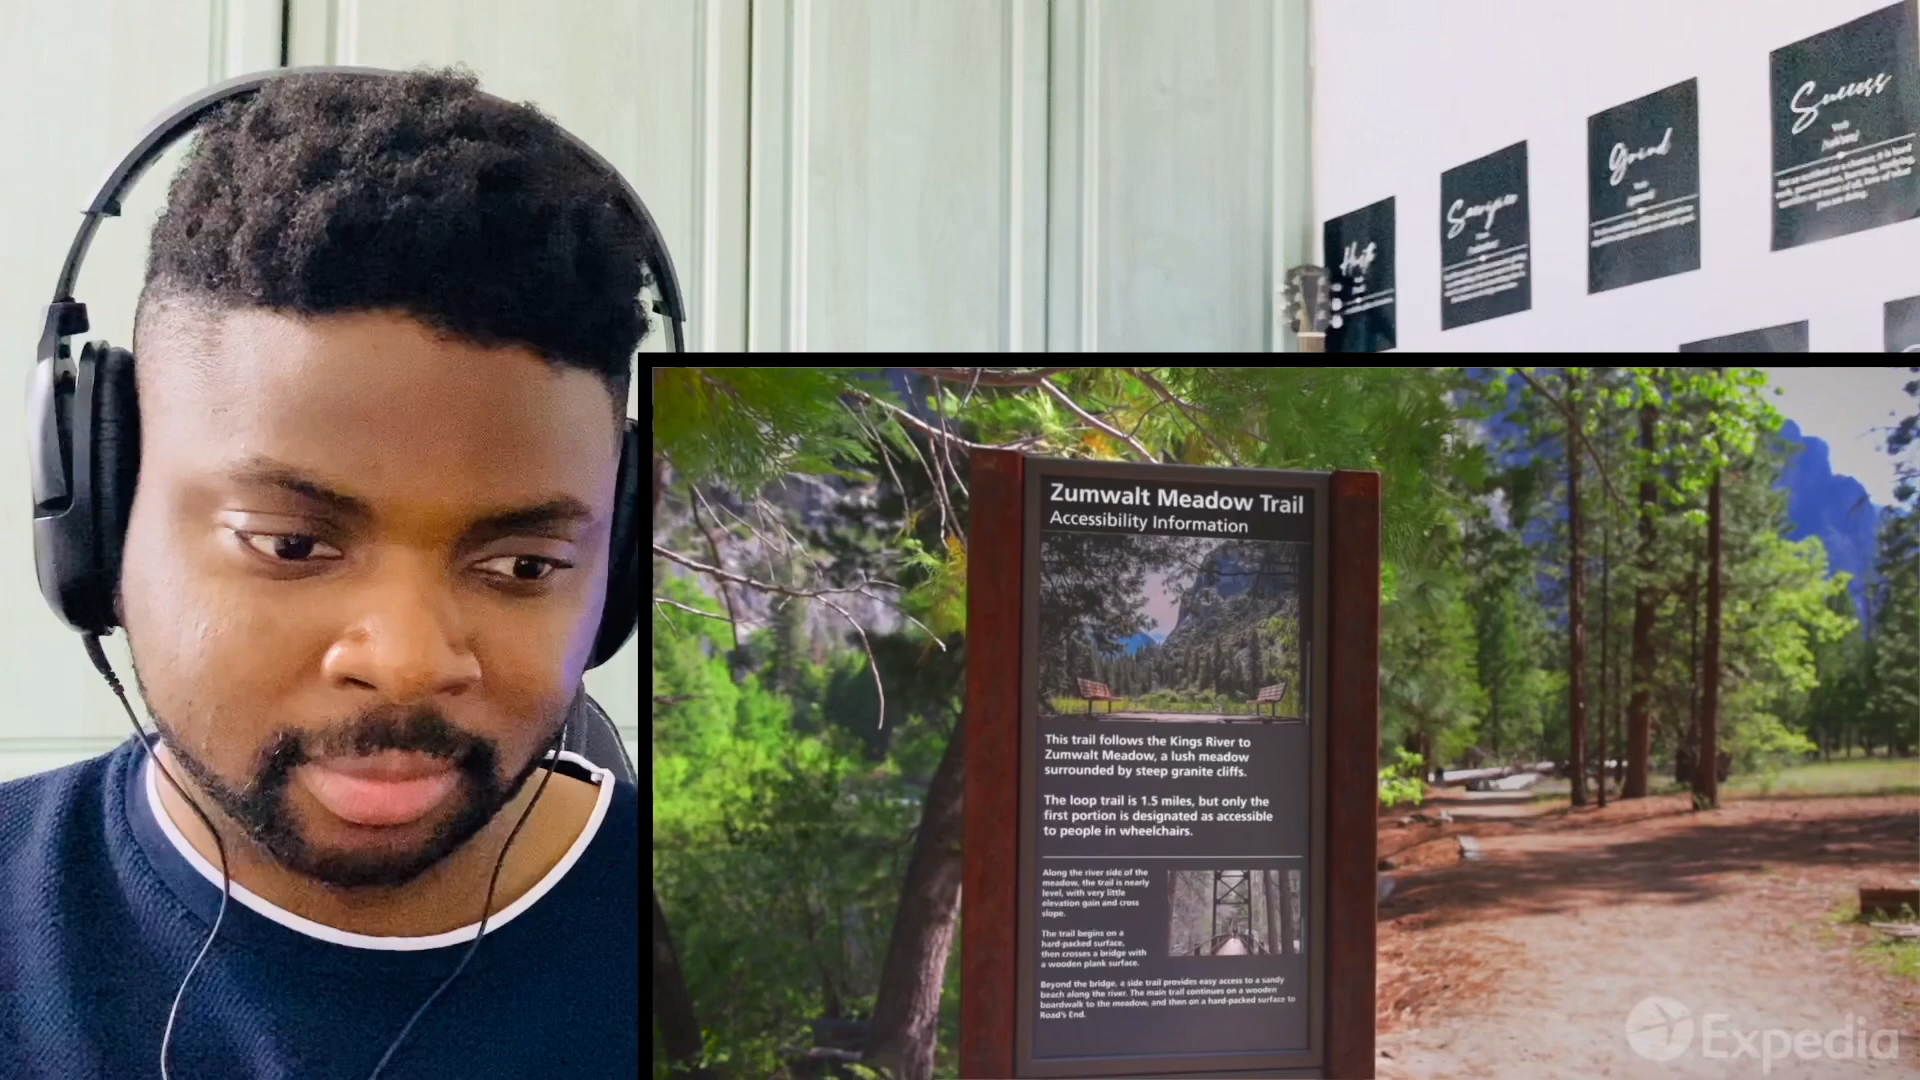 Success
Grind
Hustle
Zumwalt Meadow Trail
Accessibility Information
This trail follows the Kings River to
Zumwalt Meadow, a lush meadow
surrounded by steep granite cliffs.
The loop trail is 1.5 miles, but only the
first portion is designated as accessible
to people in wheelchairs.
Along the river side of the
meadow, the trail is nearly
level, with very little
elevation gain and cross
slope.
The trail begins on a
hard-packed surface,
then crosses a bridge with
a wooden plank surface.
Beyond the bridge, a side trail provides easy access to a sandy
beach along the river. The main trail continues on a wooden
boardwalk to the meadow, and then on a hard-packed surface to
Road's End.
Expedia